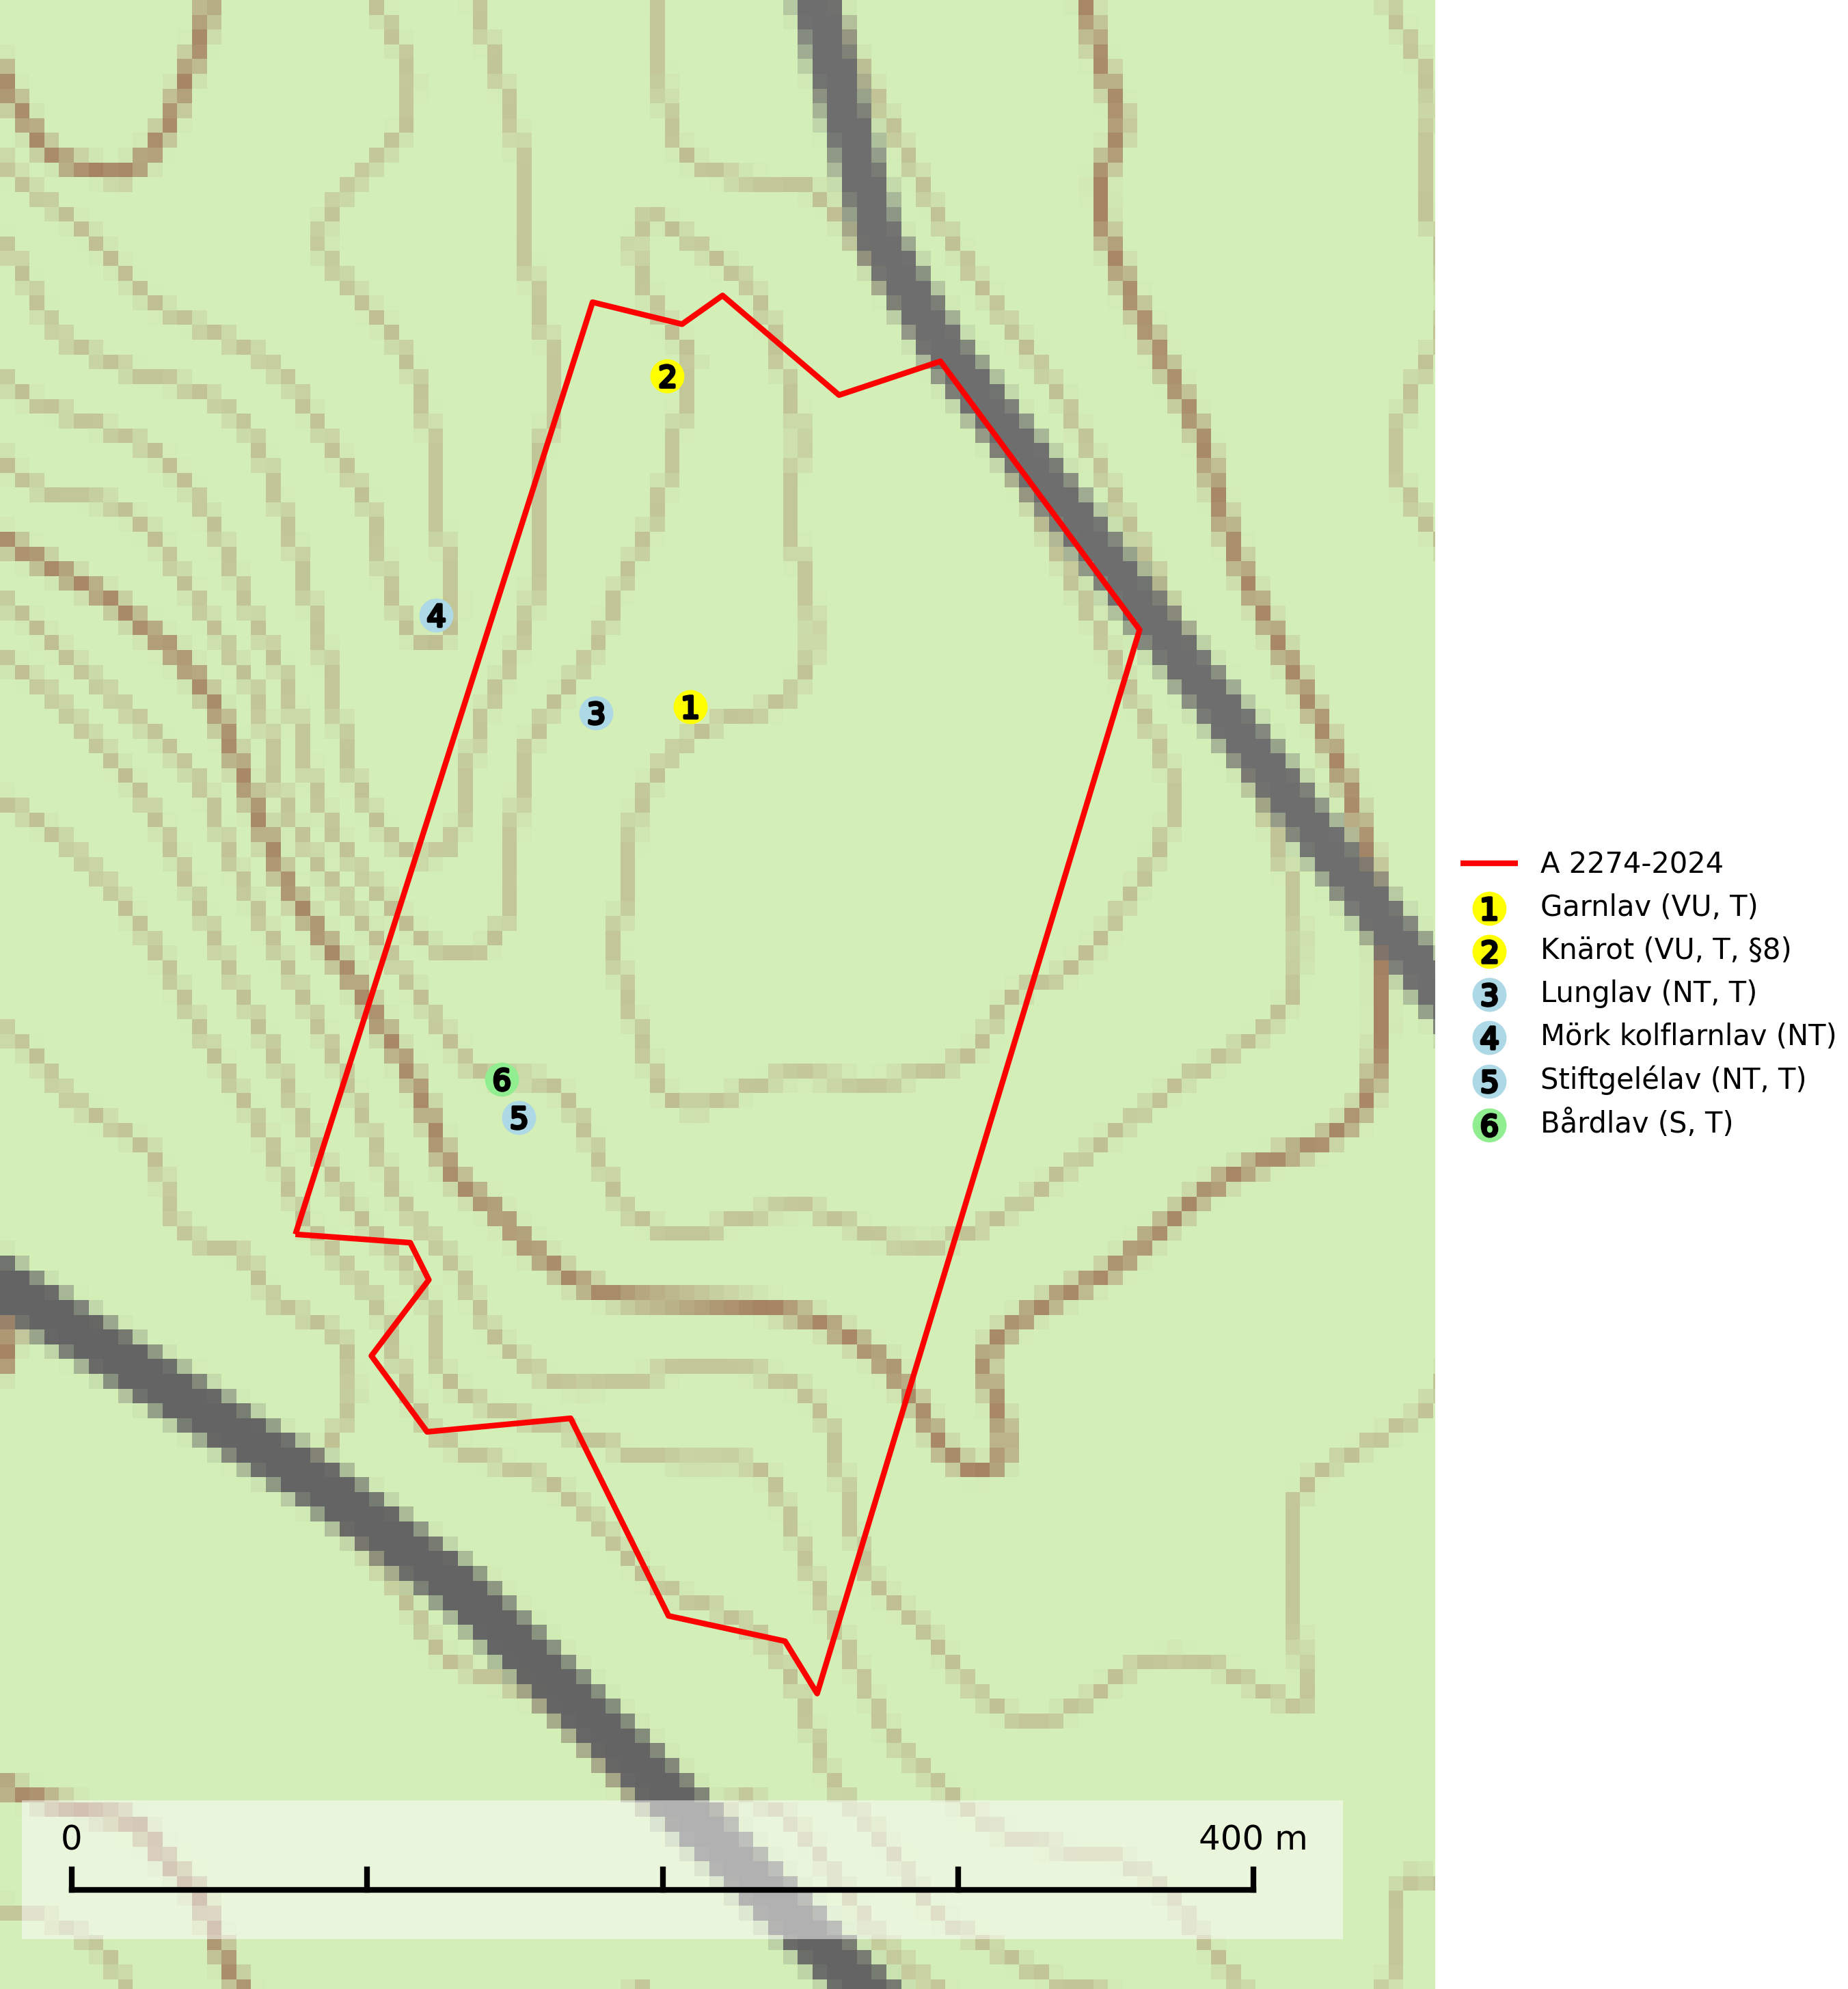 2
4
3
1
6
5
A 2274-2024
1 Garnlav (VU, T)
2 Knärot (VU, T, §8)
3 Lunglav (NT, T)
4 Mörk kolflarnlav (NT)
5 Stiftgelélav (NT, T)
6 Bårdlav (S, T)
0 400 m